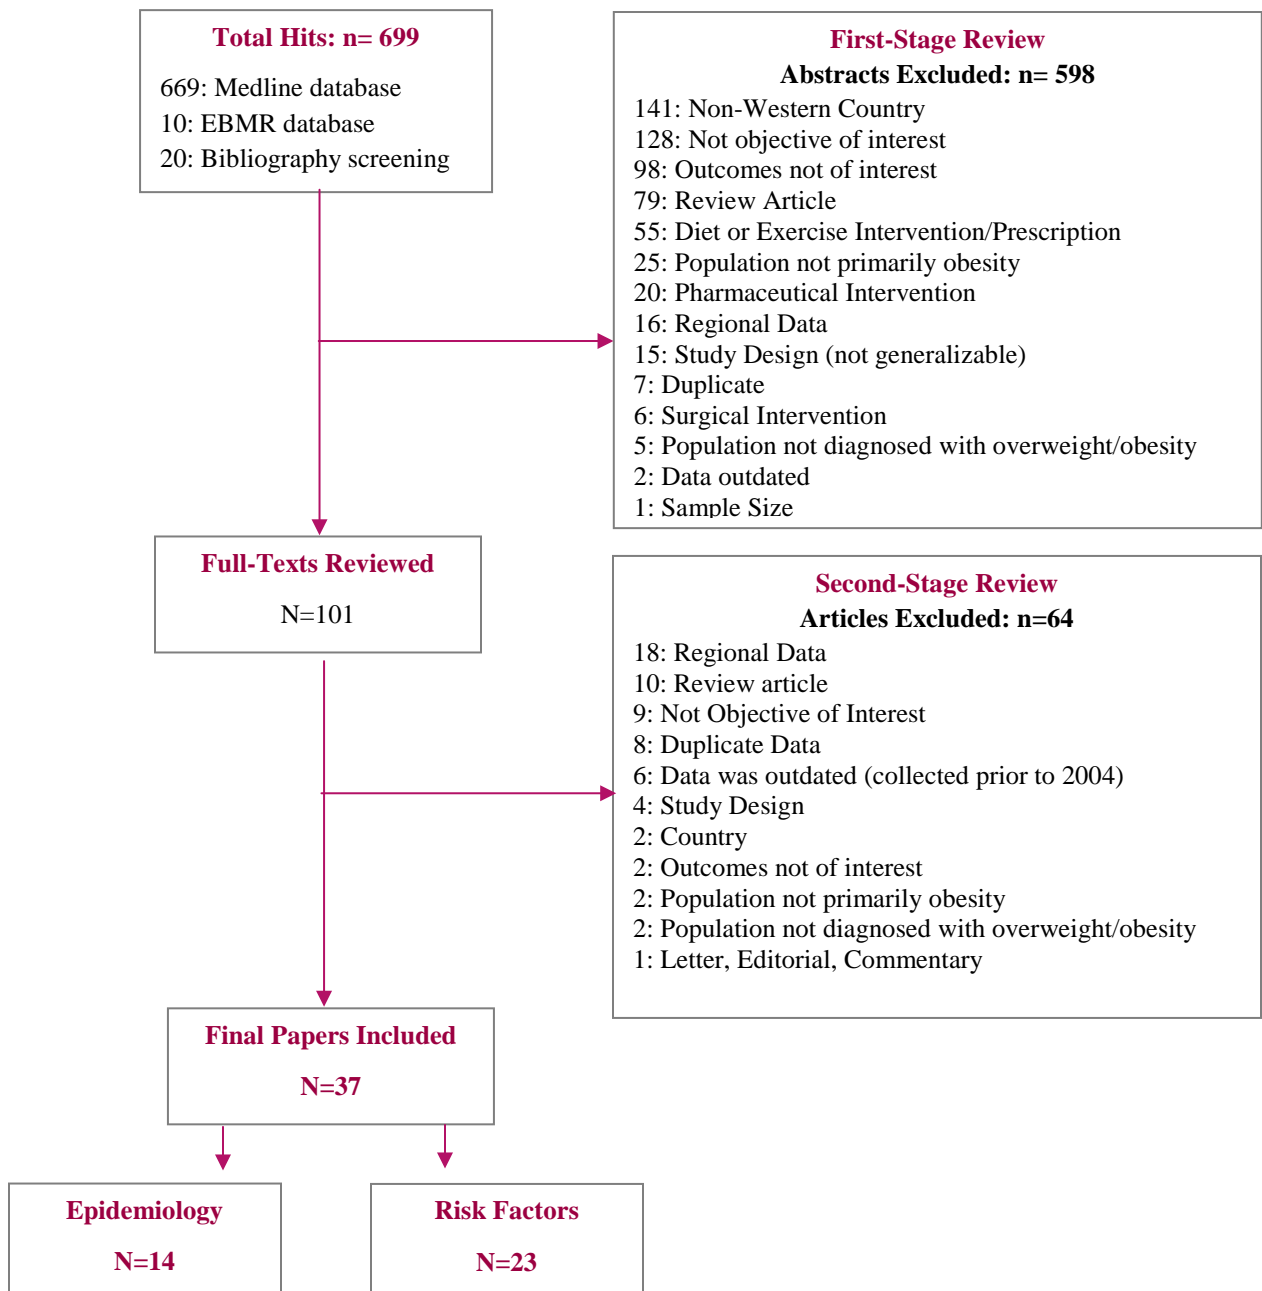 Total Hits: n= 699
669: Medline database
10: EBMR database
20: Bibliography screening
First-Stage Review
Abstracts Excluded: n= 598
141: Non-Western Country
128: Not objective of interest
98: Outcomes not of interest
79: Review Article
55: Diet or Exercise Intervention/Prescription
25: Population not primarily obesity
20: Pharmaceutical Intervention
16: Regional Data
15: Study Design (not generalizable)
7: Duplicate
6: Surgical Intervention
5: Population not diagnosed with overweight/obesity
2: Data outdated
1: Sample Size
Full-Texts Reviewed
N=101
Second-Stage Review
Articles Excluded: n=64
18: Regional Data
10: Review article
9: Not Objective of Interest
8: Duplicate Data
6: Data was outdated (collected prior to 2004)
4: Study Design
2: Country
2: Outcomes not of interest
2: Population not primarily obesity
2: Population not diagnosed with overweight/obesity
1: Letter, Editorial, Commentary
Final Papers Included
N=37
Epidemiology
N=14
Risk Factors
N=23